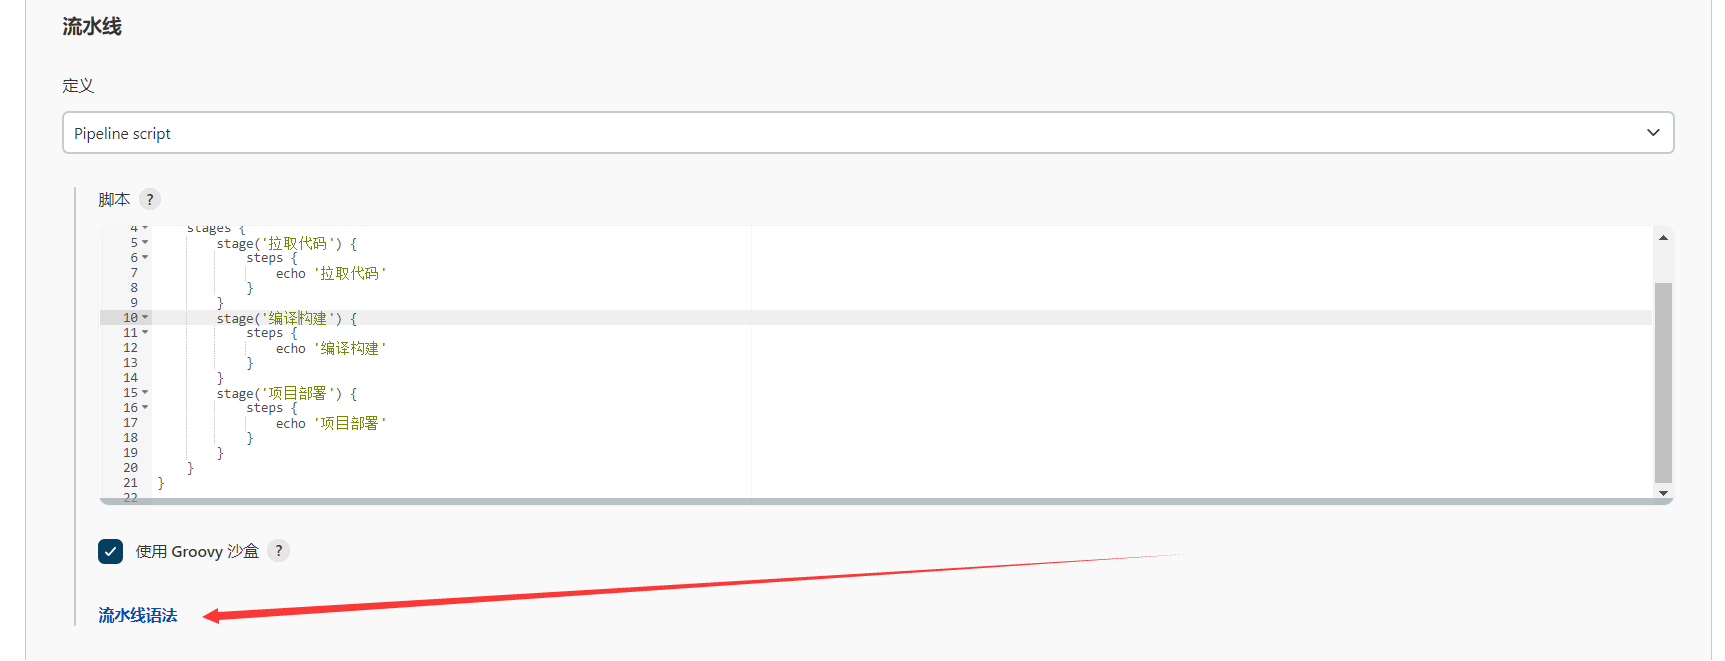 流水线
定义
Pipeline script
脚本 ?
4 stages {
5 stage('拉取代码') {
6 steps {
7 echo '拉取代码'
8 }
9 }
10 stage('编译构建') {
11 steps {
12 echo '编译构建'
13 }
14 }
15 stage('项目部署') {
16 steps {
17 echo '项目部署'
18 }
19 }
20 }
21 }
22
使用 Groovy 沙盒 ?
流水线语法